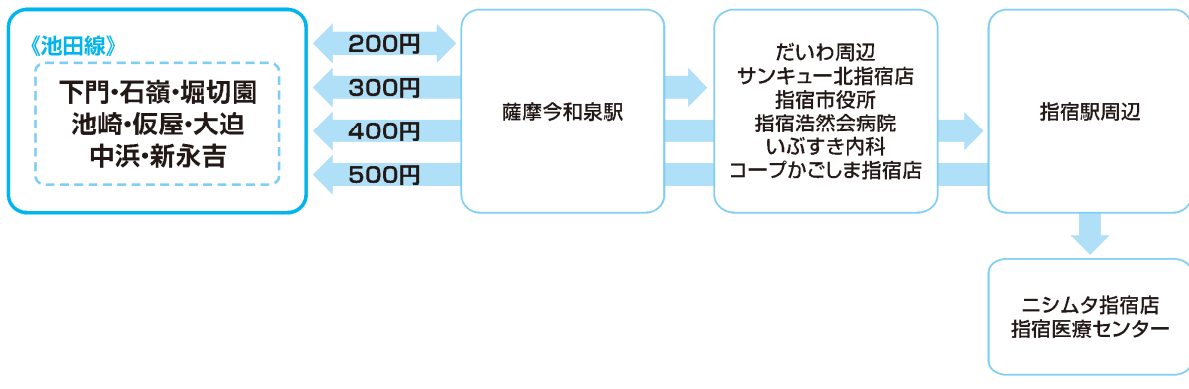 《池田線》
下門・石嶺・堀切園
池崎・仮屋・大迫
中浜・新永吉
200円
300円
400円
500円
薩摩今和泉駅
だいわ周辺
サンキュー北指宿店
指宿市役所
指宿浩然会病院
いぶすき内科
コープかごしま指宿店
指宿駅周辺
ニシムタ指宿店
指宿医療センター